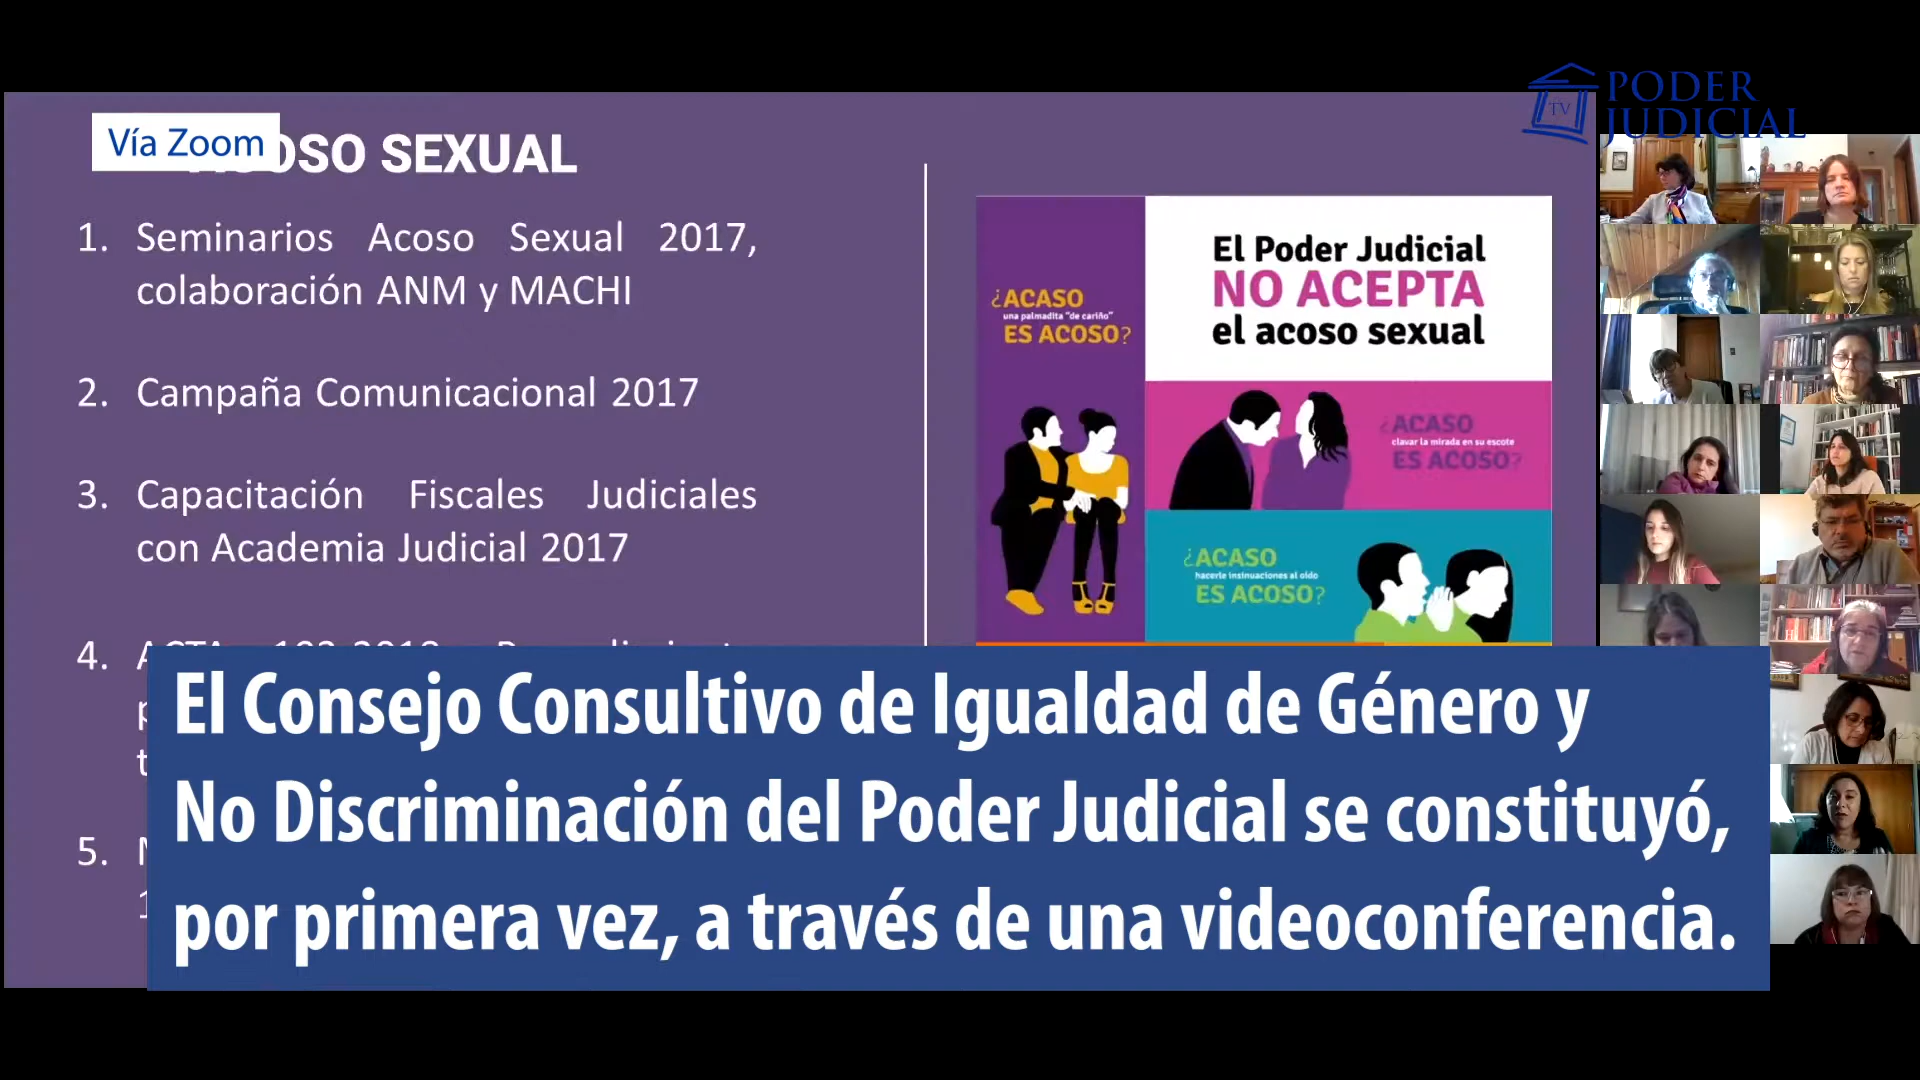 PODER
JUDICIAL
TV
Vía Zoom
SEXUAL
1. Seminarios Acoso Sexual 2017,
colaboración ANM y MACHI
2. Campaña Comunicacional 2017
3. Capacitación Fiscales Judiciales
con Academia Judicial 2017
4.
5.
¿ACASO
una palmadita "de cariño"
ES ACOSO?
El Poder Judicial
NO ACEPTA
el acoso sexual
¿ACASO
clavar la mirada en su escote
ES ACOSO?
¿ACASO
hacerle insinuaciones al oído
ES ACOSO?
El Consejo Consultivo de Igualdad de Género y
No Discriminación del Poder Judicial se constituyó,
por primera vez, a través de una videoconferencia.